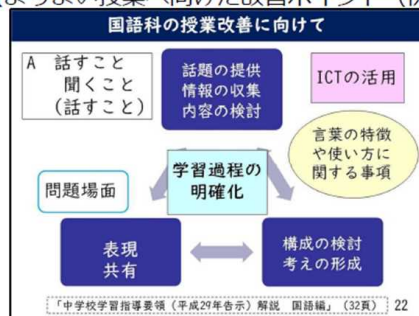 国語科の授業改善に向けて
A 話すこと
聞くこと
(話すこと)
話題の提供
情報の収集
内容の検討
ICTの活用
言葉の特徴
や使い方に
関する事項
学習過程の
明確化
問題場面
表現
共有
構成の検討
考えの形成
「中学校学習指導要領（平成29年告示）解説 国語編」（32頁）
22